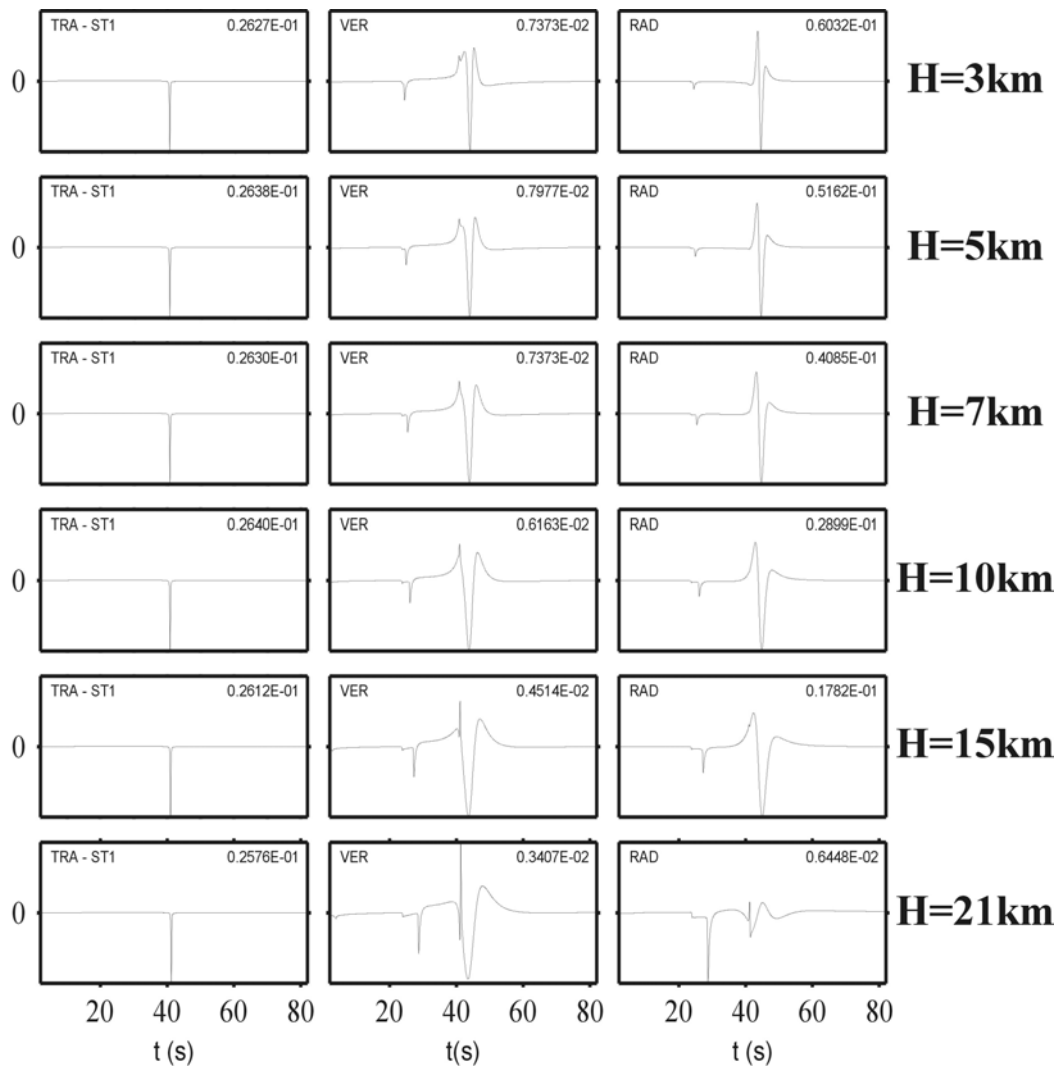 TRA - ST1 0.2627E-01 VER 0.7373E-02 RAD 0.6032E-01
0 H=3km
TRA - ST1 0.2638E-01 VER 0.7977E-02 RAD 0.5162E-01
0 H=5km
TRA - ST1 0.2630E-01 VER 0.7373E-02 RAD 0.4085E-01
0 H=7km
TRA - ST1 0.2640E-01 VER 0.6163E-02 RAD 0.2899E-01
0 H=10km
TRA - ST1 0.2612E-01 VER 0.4514E-02 RAD 0.1782E-01
0 H=15km
TRA - ST1 0.2576E-01 VER 0.3407E-02 RAD 0.6448E-02
0 H=21km
20 40 60 80 20 40 60 80 20 40 60 80
t (s) t(s) t (s)